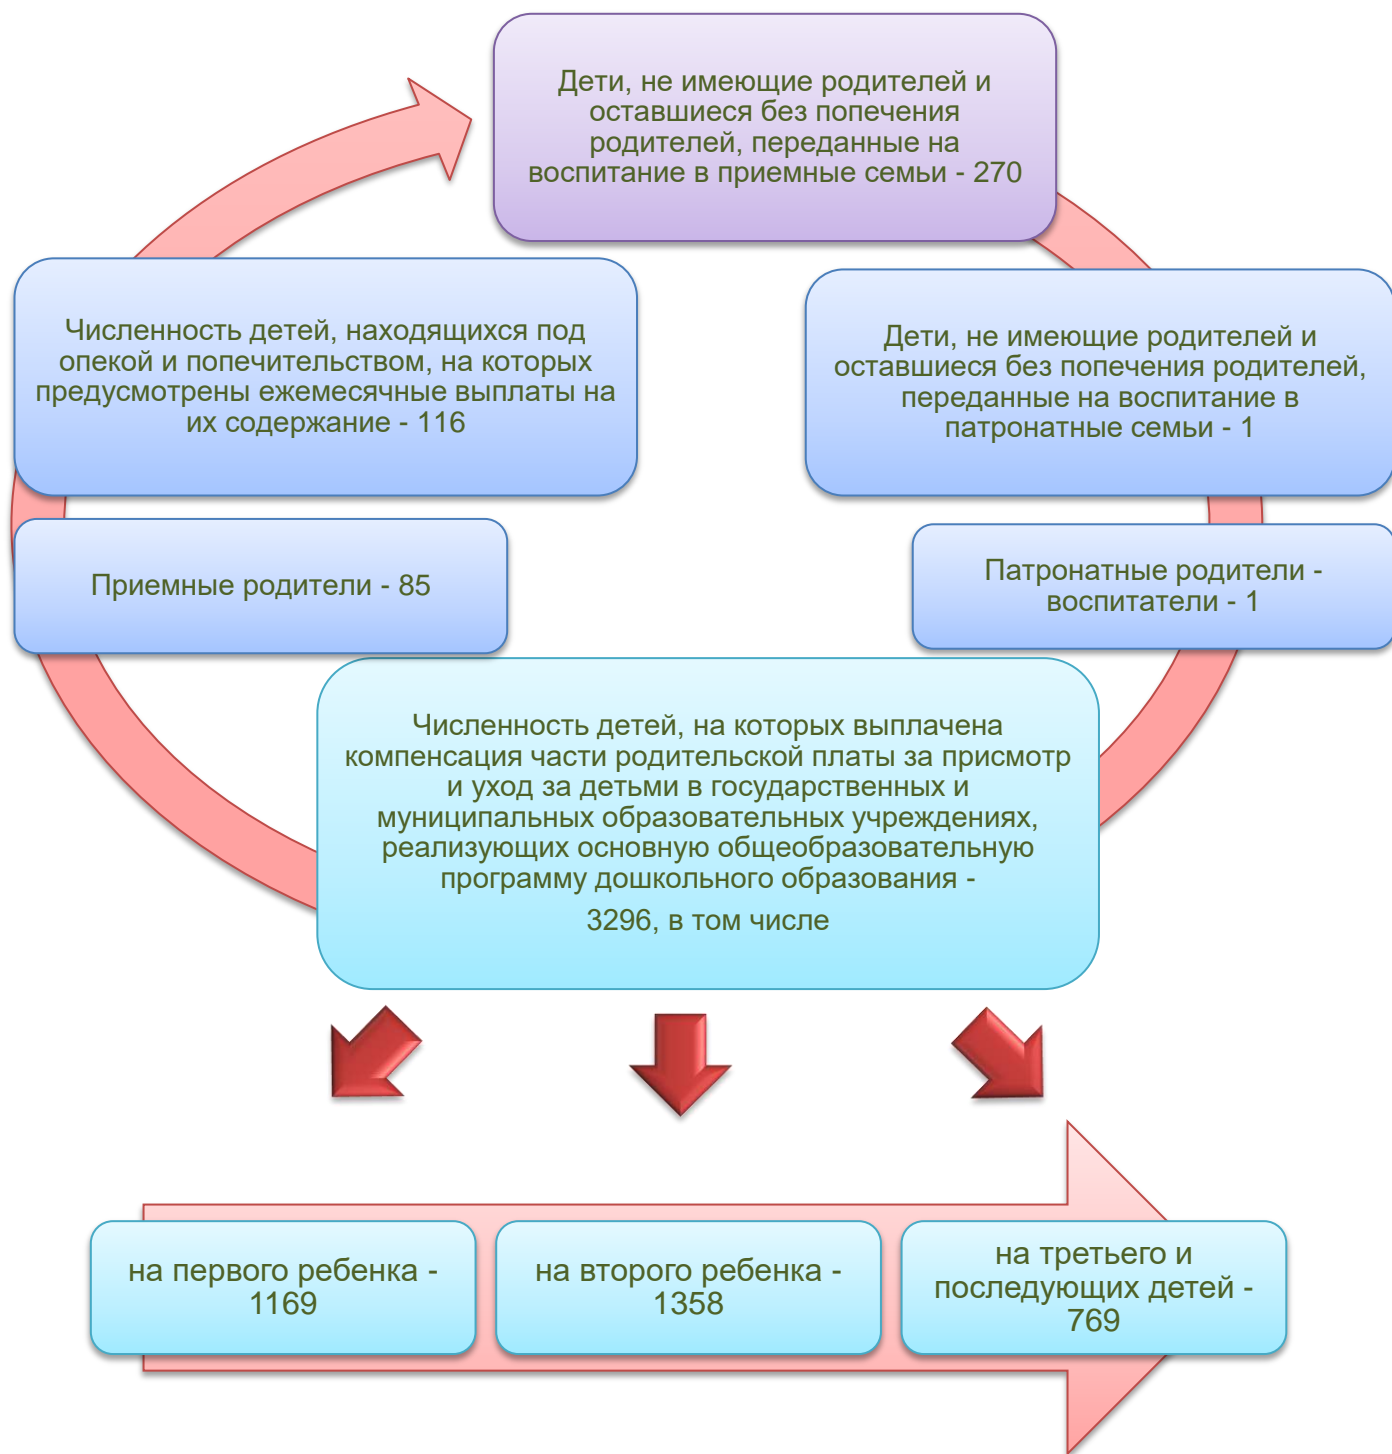 Дети, не имеющие родителей и
оставшиеся без попечения
родителей, переданные на
воспитание в приемные семьи - 270
Численность детей, находящихся под
опекой и попечительством, на которых
предусмотрены ежемесячные выплаты на
их содержание - 116
Дети, не имеющие родителей и
оставшиеся без попечения родителей,
переданные на воспитание в
патронатные семьи - 1
Приемные родители - 85
Патронатные родители -
воспитатели - 1
Численность детей, на которых выплачена
компенсация части родительской платы за присмотр
и уход за детьми в государственных и
муниципальных образовательных учреждениях,
реализующих основную общеобразовательную
программу дошкольного образования -
3296, в том числе
на первого ребенка -
1169
на второго ребенка -
1358
на третьего и
последующих детей -
769